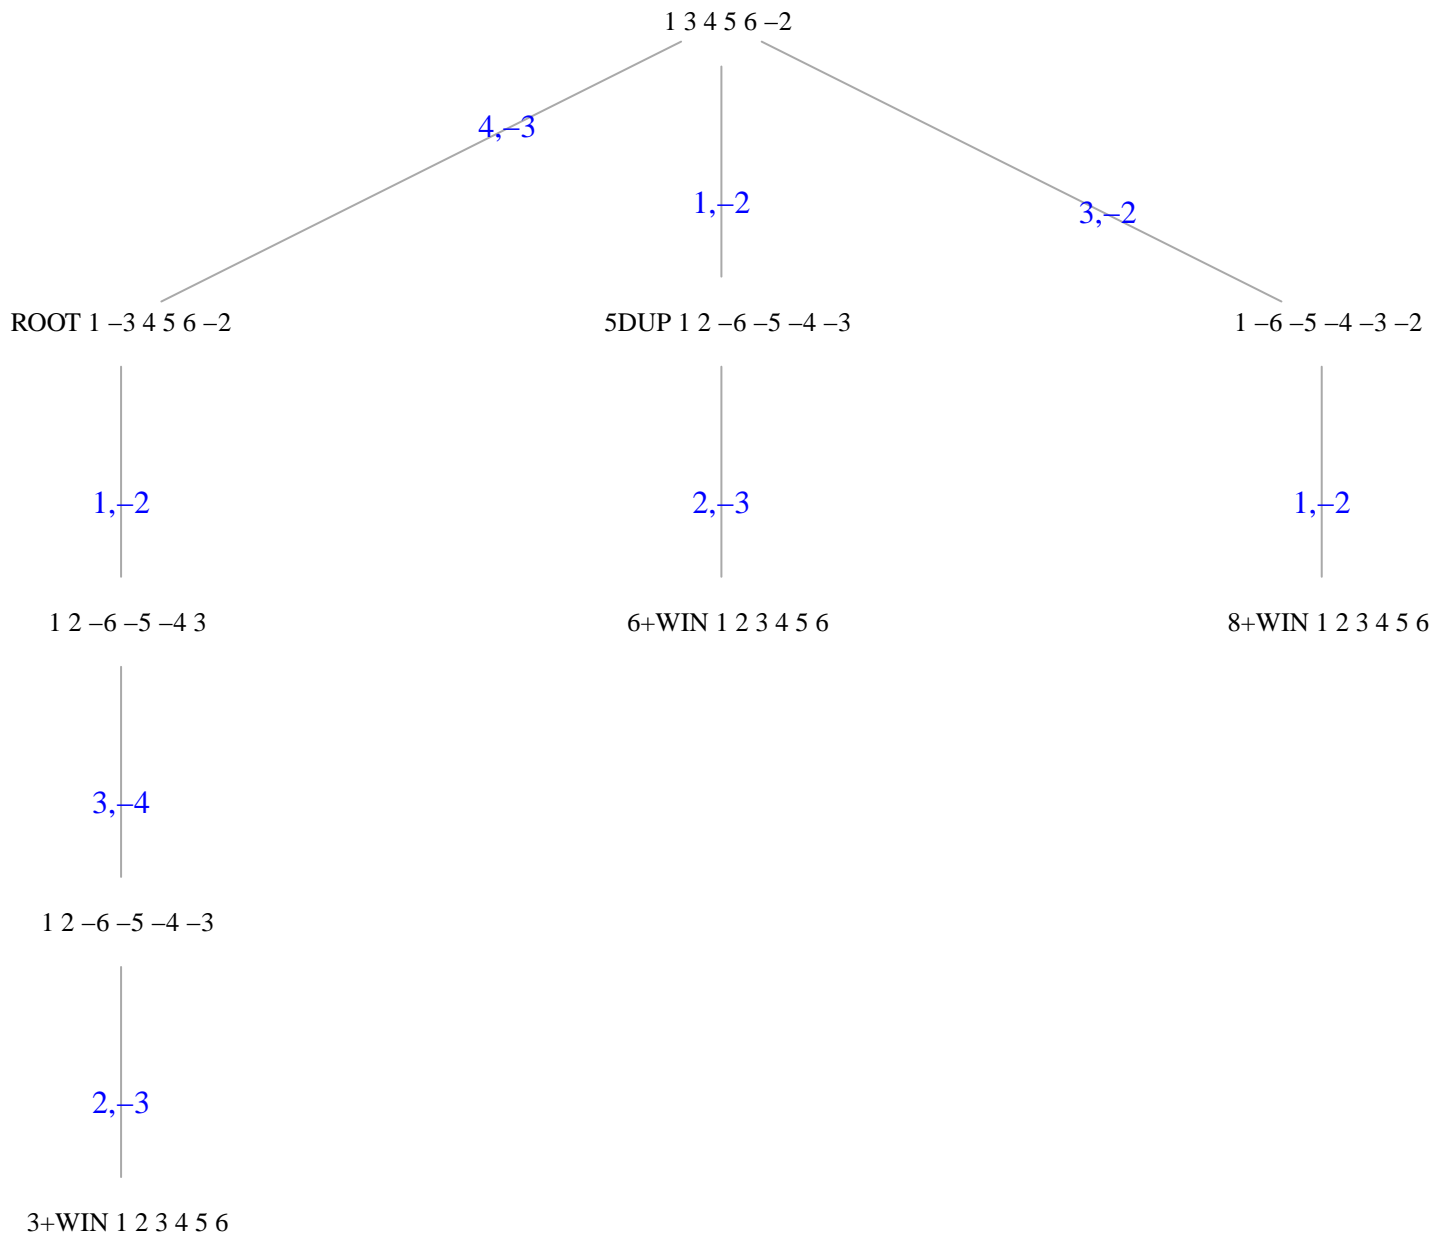 1 3 4 5 6 –2
4,–3
1,–2
3,–2
ROOT 1 –3 4 5 6 –2
5DUP 1 2 –6 –5 –4 –3
1 –6 –5 –4 –3 –2
1,–2
2,–3
1,–2
1 2 –6 –5 –4 3
6+WIN 1 2 3 4 5 6
8+WIN 1 2 3 4 5 6
3,–4
1 2 –6 –5 –4 –3
2,–3
3+WIN 1 2 3 4 5 6